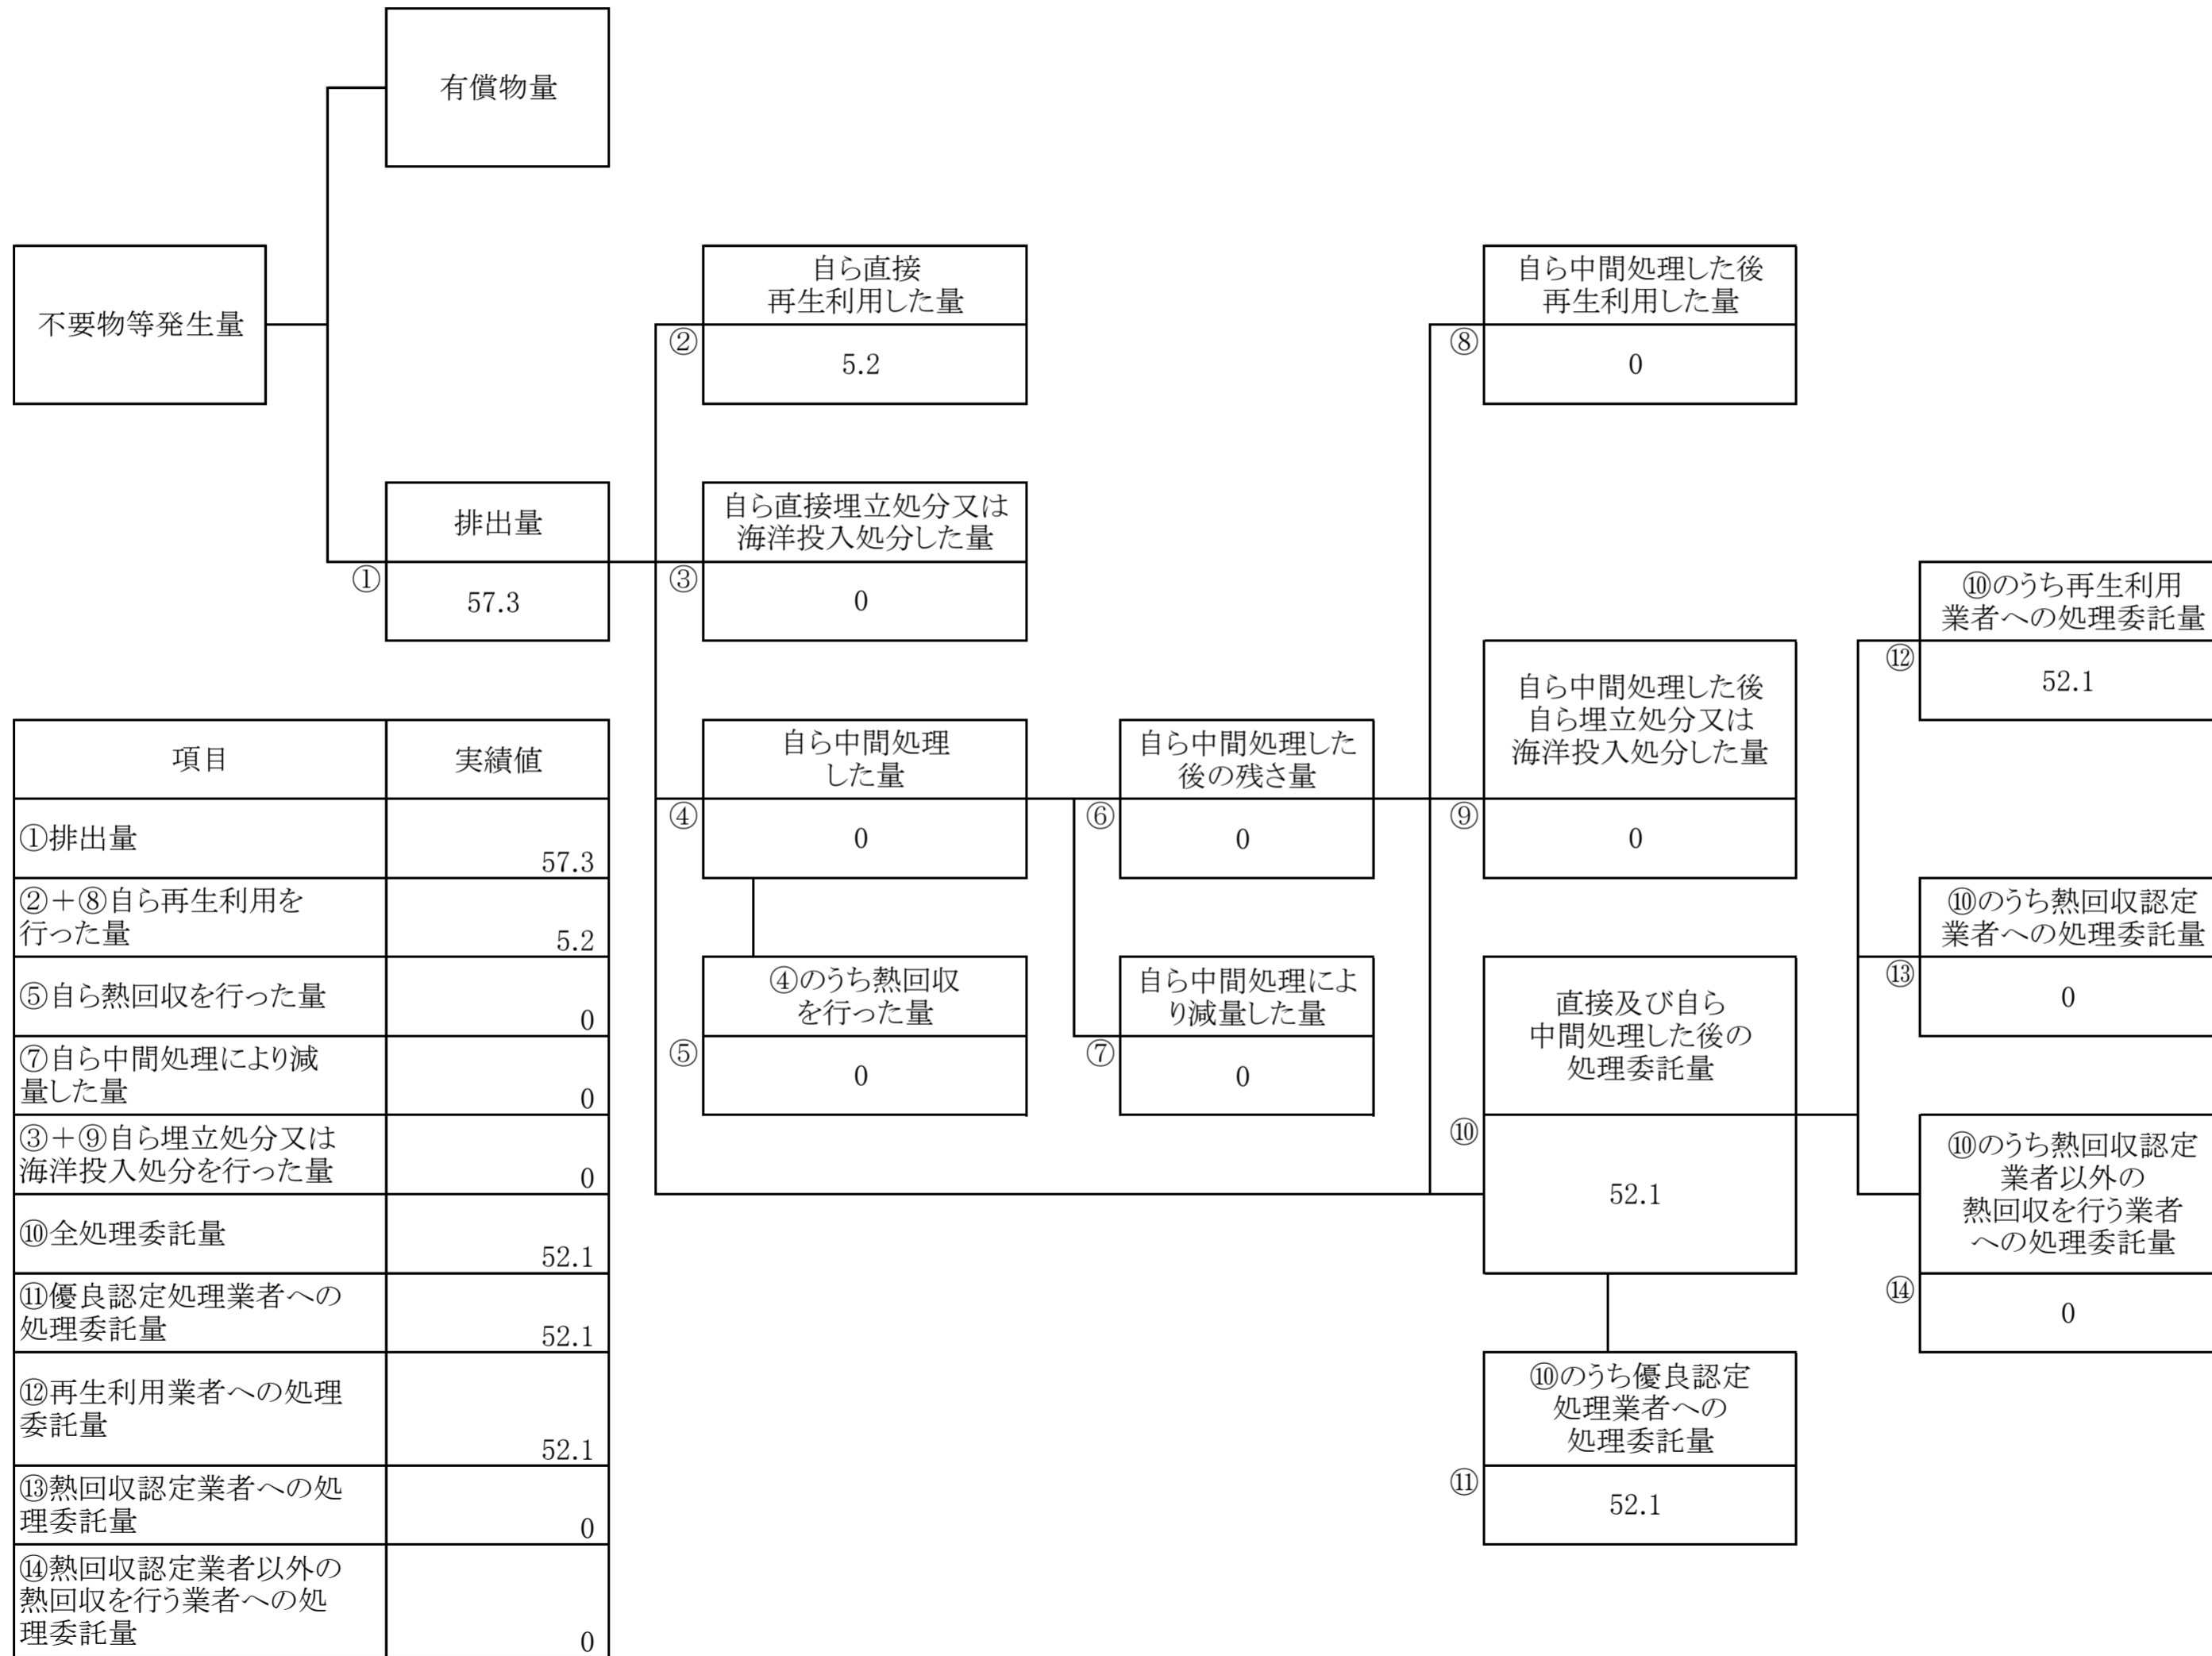 有償物量
不要物等発生量
自ら直接
再生利用した量
②
5.2
自ら中間処理した後
再生利用した量
⑧
0
排出量
①
57.3
自ら直接埋立処分又は
海洋投入処分した量
③
0
⑩のうち再生利用
業者への処理委託量
⑫
52.1
自ら中間処理した後
自ら埋立処分又は
海洋投入処分した量
⑨
0
自ら中間処理
した量
④
0
自ら中間処理した
後の残さ量
⑥
0
⑩のうち熱回収認定
業者への処理委託量
⑬
0
④のうち熱回収
を行った量
⑤
0
自ら中間処理によ
り減量した量
⑦
0
直接及び自ら
中間処理した後の
処理委託量
⑩
52.1
⑩のうち熱回収認定
業者以外の
熱回収を行う業者
への処理委託量
⑭
0
⑩のうち優良認定
処理業者への
処理委託量
⑪
52.1
項目 実績値
①排出量
57.3
②＋⑧自ら再生利用を
行った量 5.2
⑤自ら熱回収を行った量
0
⑦自ら中間処理により減
量した量 0
③＋⑨自ら埋立処分又は
海洋投入処分を行った量 0
⑩全処理委託量
52.1
⑪優良認定処理業者への
処理委託量 52.1
⑫再生利用業者への処理
委託量
52.1
⑬熱回収認定業者への処
理委託量 0
⑭熱回収認定業者以外の
熱回収を行う業者への処
理委託量 0